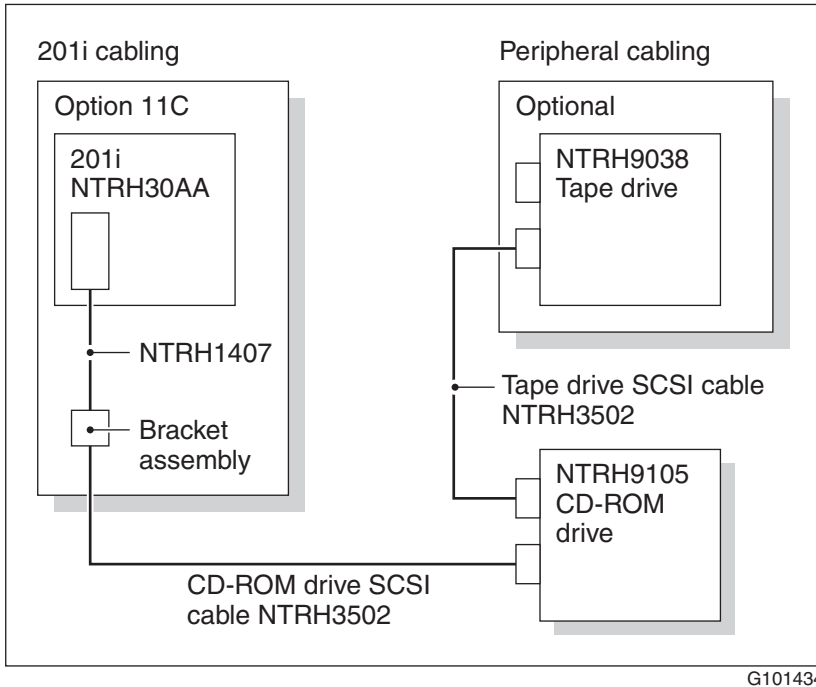 201i cabling
Option 11C
201i
NTRH30AA
NTRH1407
Bracket
assembly
CD-ROM drive SCSI
cable NTRH3502
Peripheral cabling
Optional
NTRH9038
Tape drive
Tape drive SCSI cable
NTRH3502
NTRH9105
CD-ROM
drive
G101434